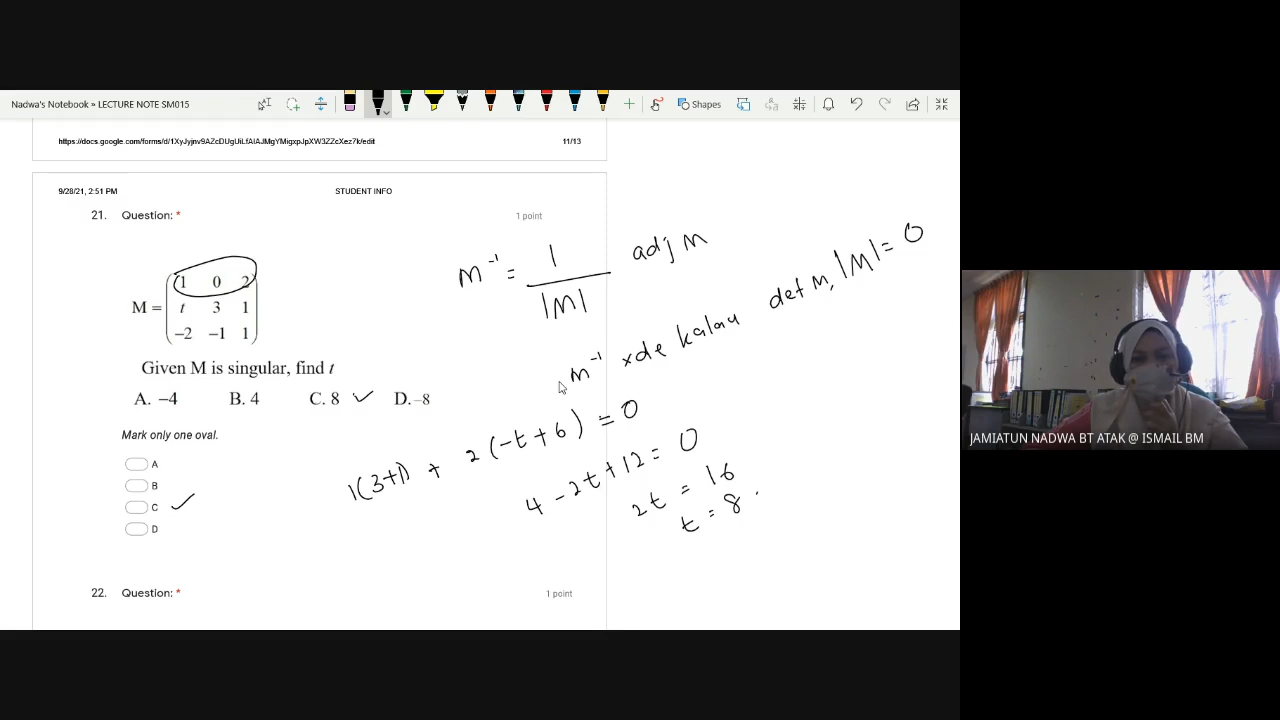 Nadwa's Notebook » LECTURE NOTE SM015
Shapes
https://docs.google.com/forms/d/1XyJyjnv9AZcDUgUiLfAIAJMgYMigxpJpXW3ZZcXez7k/edit
11/13
9/28/21, 2:51 PM
STUDENT INFO
21. Question: *
1 point
M = (1 0 2
t 3 1
-2 -1 1)
Given M is singular, find t
A. -4 B. 4 C. 8 ✓ D. -8
Mark only one oval.
A
B
C ✓
D
M⁻¹ = 1/|M| adj M
M⁻¹ xde kalau det M, |M| = 0
1(3+1) + 2(-t+6) = 0
4 - 2t + 12 = 0
2t = 16
t = 8.
22. Question: *
1 point
JAMIATUN NADWA BT ATAK @ ISMAIL BM